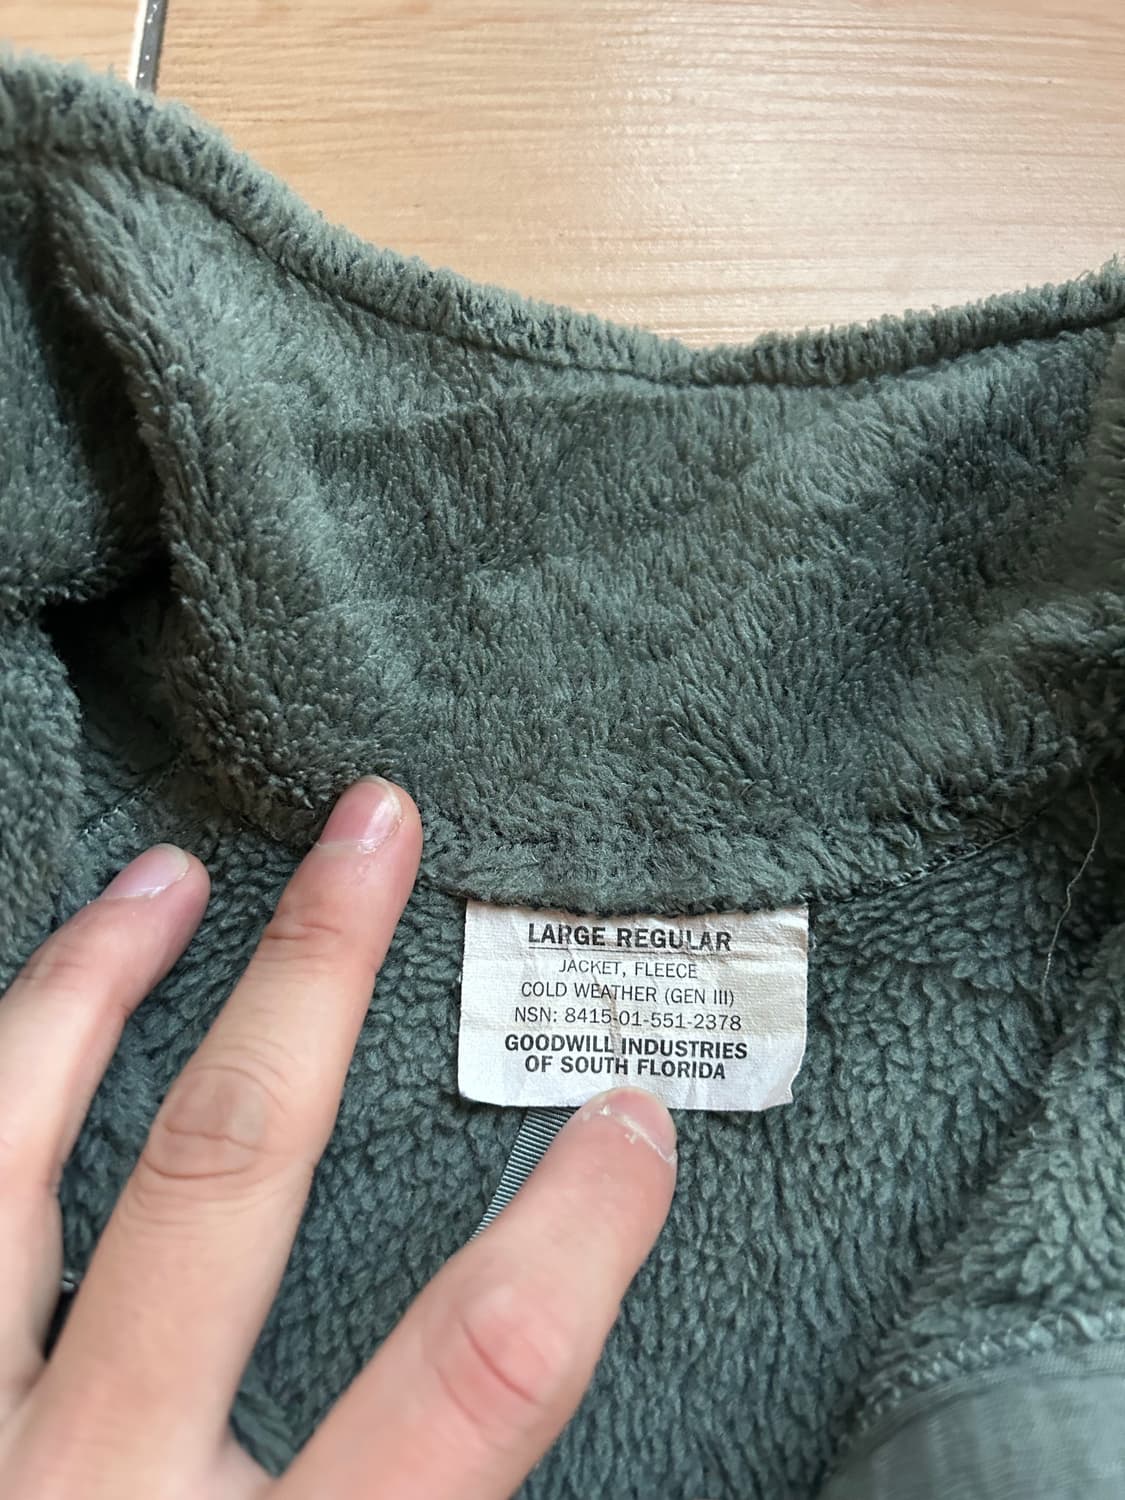 LARGE REGULAR
JACKET, FLEECE
COLD WEATHER (GEN III)
NSN: 8415-01-551-2378
GOODWILL INDUSTRIES
OF SOUTH FLORIDA